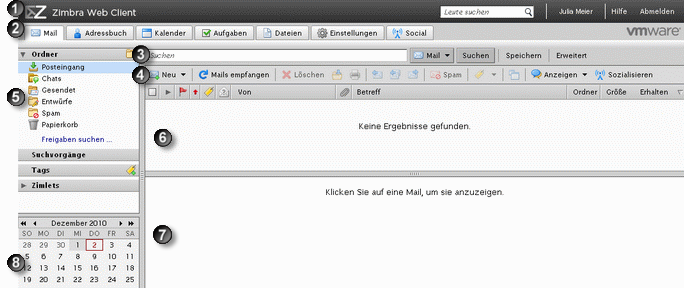 1 Zimbra Web Client Leute suchen Julia Meier Hilfe Abmelden
2 Mail Adressbuch Kalender Aufgaben Dateien Einstellungen Social vmware
Ordner 3 Suchen Mail Suchen Speichern Erweitert
Posteingang 4 Neu Mails empfangen Löschen Spam Anzeigen Sozialisieren
Chats Von Betreff Ordner Größe Erhalten
5 Gesendet
Entwürfe
Spam Keine Ergebnisse gefunden.
Papierkorb 6
Freigaben suchen ...
Suchvorgänge
Tags
Zimlets Klicken Sie auf eine Mail, um sie anzuzeigen.
Dezember 2010
SO MO DI MI DO FR SA 7
28 29 30 1 2 3 4
5 6 7 8 9 10 11
8 12 13 14 15 16 17 18
19 20 21 22 23 24 25